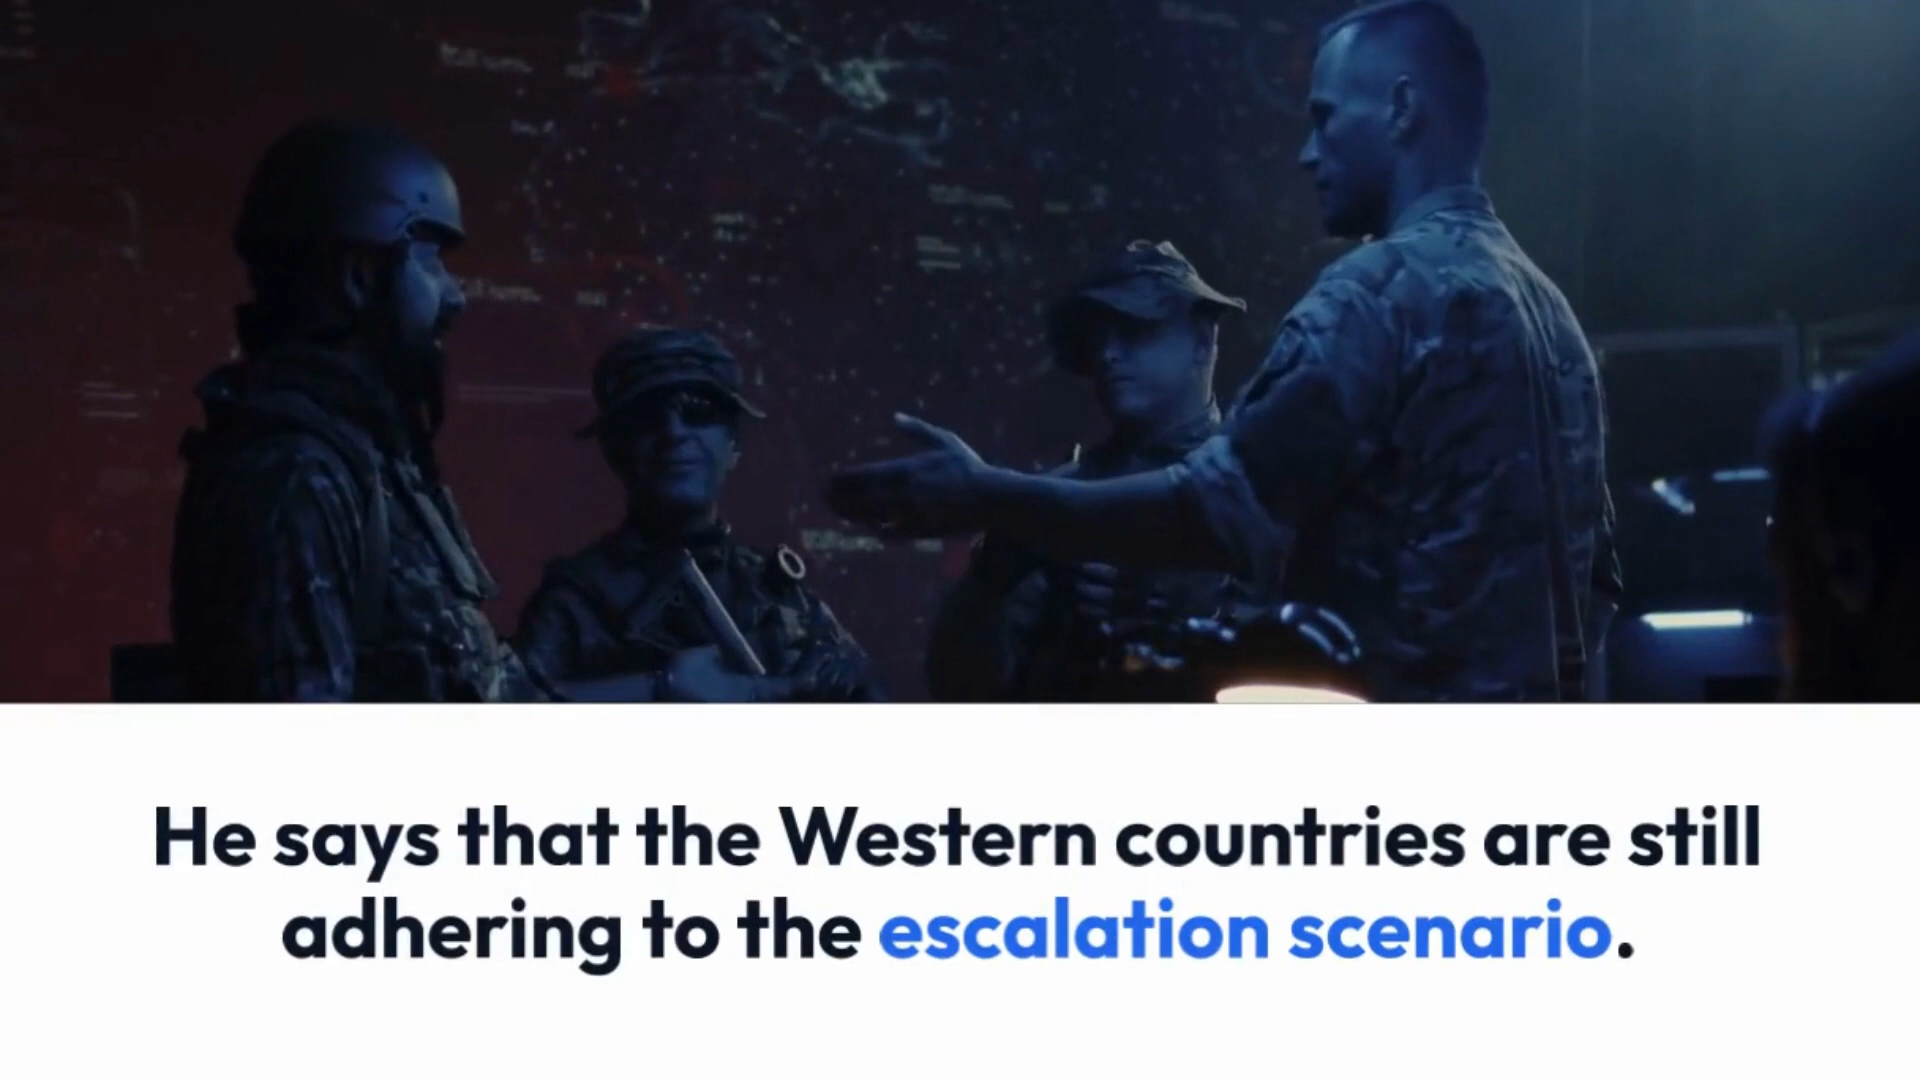 He says that the Western countries are still
adhering to the escalation scenario.